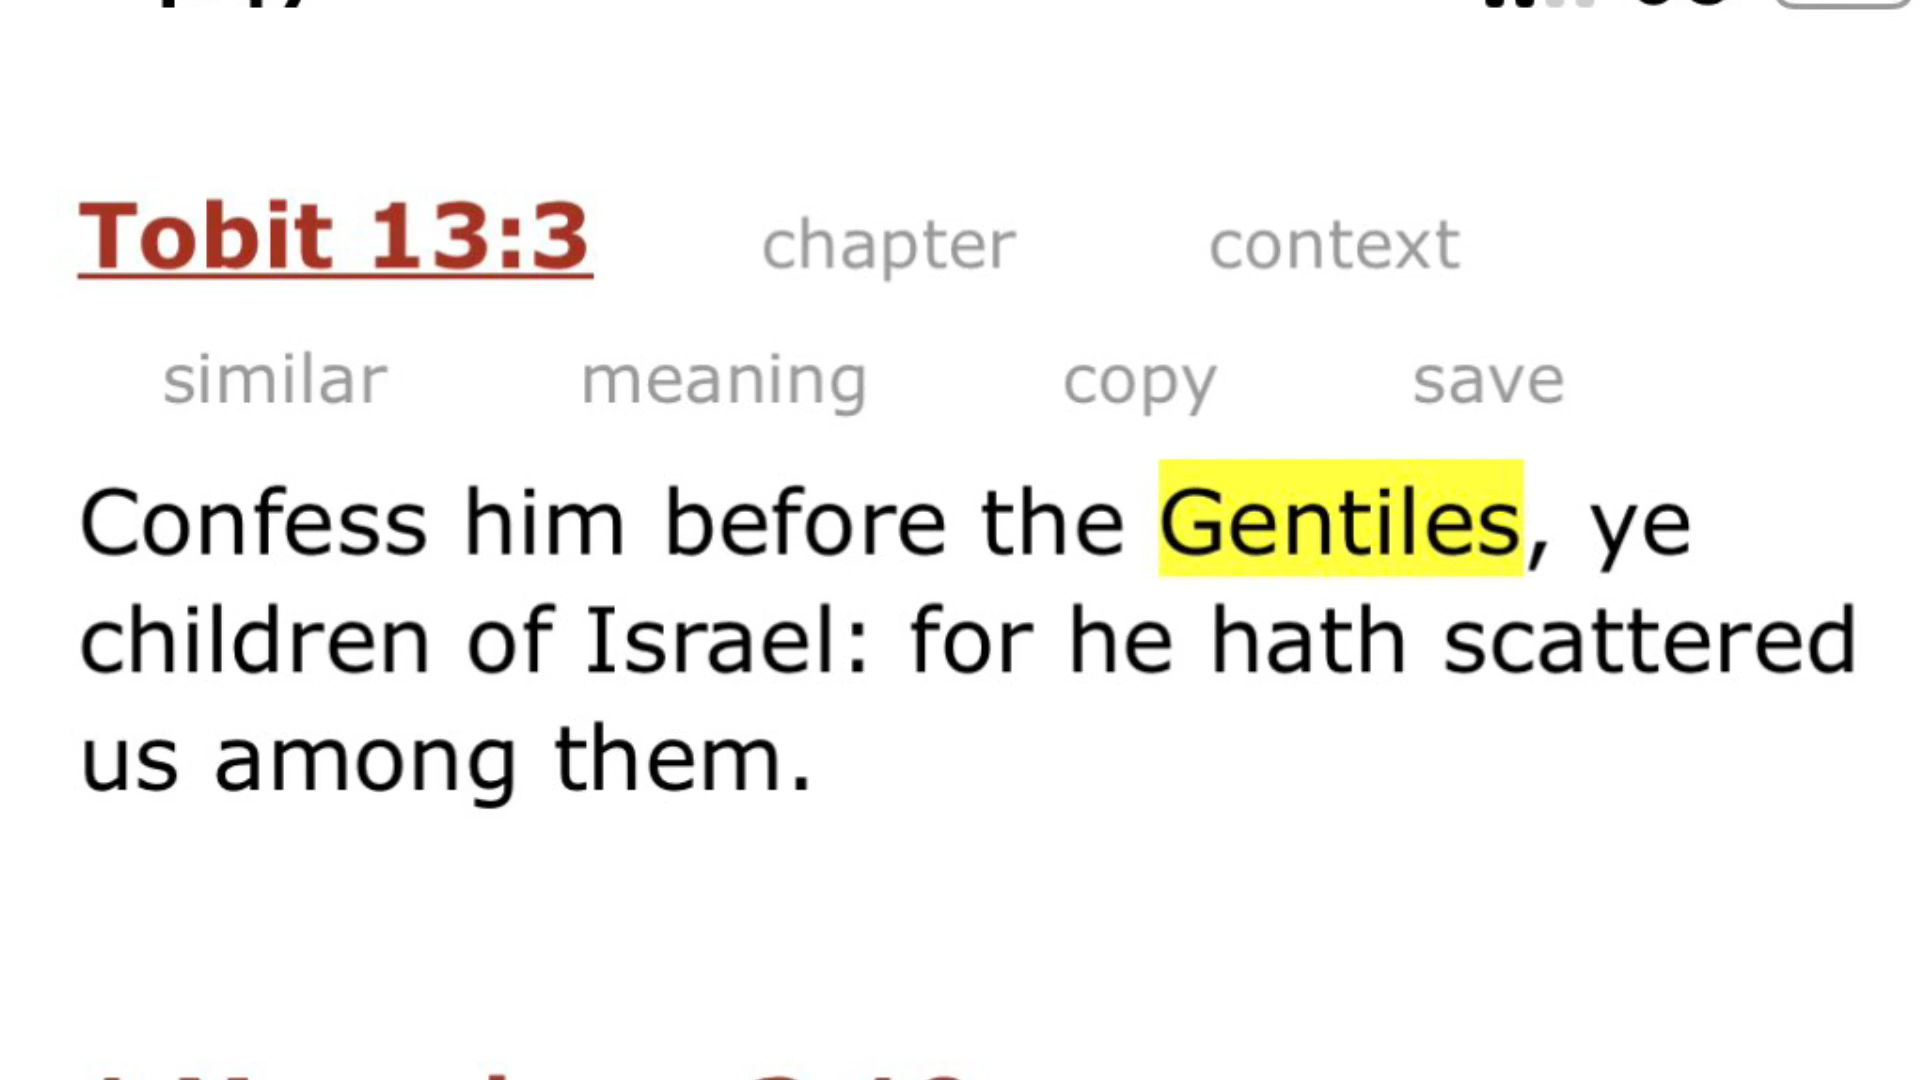 Tobit 13:3 chapter context
similar meaning copy save
Confess him before the Gentiles, ye
children of Israel: for he hath scattered
us among them.